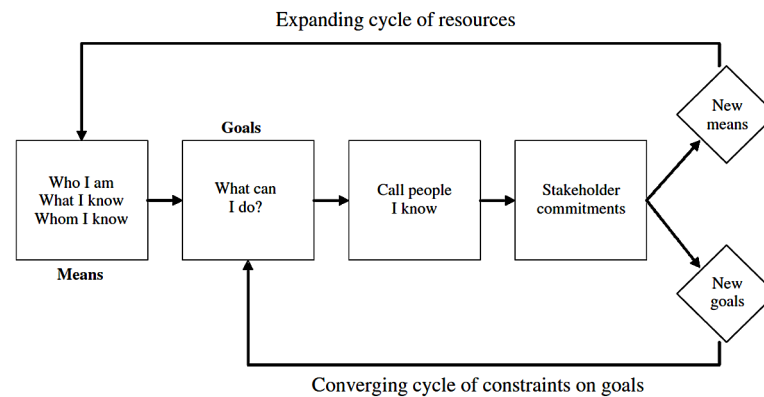 Expanding cycle of resources
Goals
Who I am
What I know
Whom I know
Means
What can
I do?
Call people
I know
Stakeholder
commitments
New
means
New
goals
Converging cycle of constraints on goals